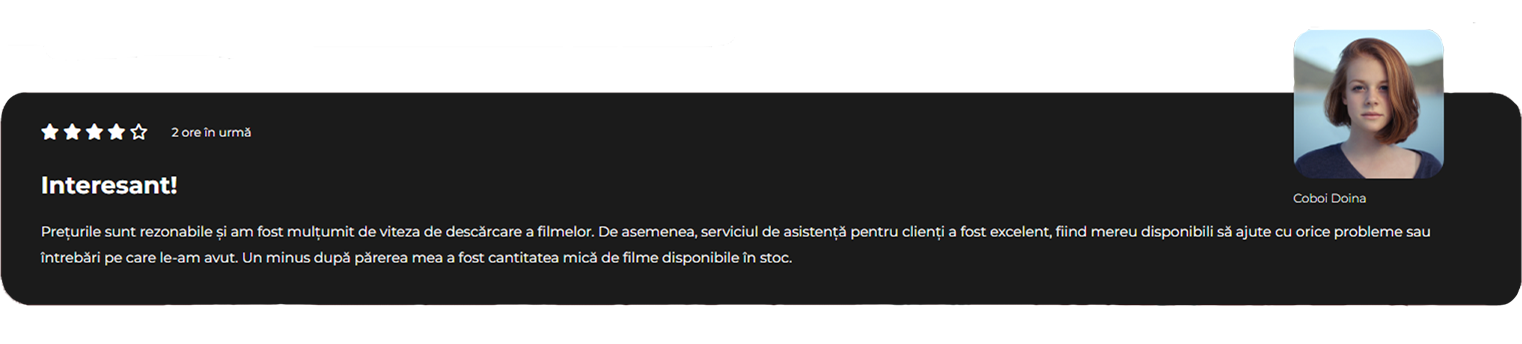 2 ore în urmă
Interesant!
Coboi Doina
Prețurile sunt rezonabile și am fost mulțumit de viteza de descărcare a filmelor. De asemenea, serviciul de asistență pentru clienți a fost excelent, fiind mereu disponibili să ajute cu orice probleme sau
întrebări pe care le-am avut. Un minus după părerea mea a fost cantitatea mică de filme disponibile în stoc.